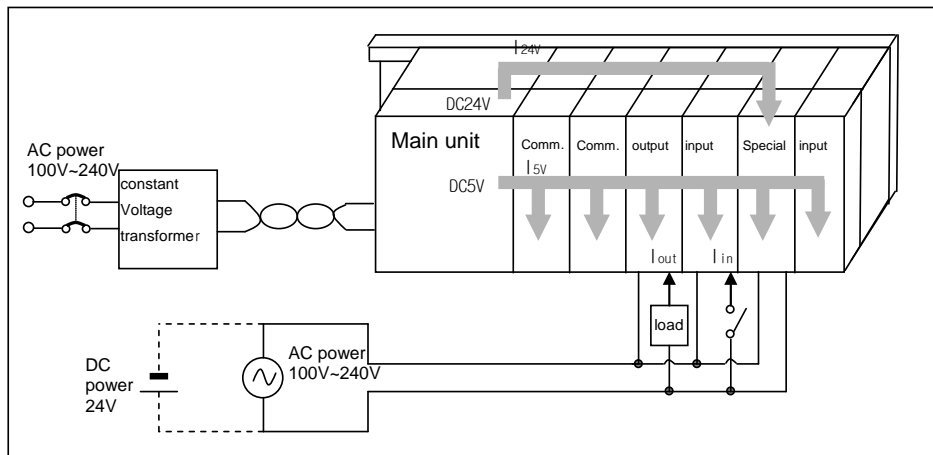 I24V
DC24V
Main unit
Comm.
Comm.
output
input
Special
input
I5V
DC5V
AC power
100V~240V
constant
Voltage
transformer
Iout
Iin
load
AC power
100V~240V
DC
power
24V